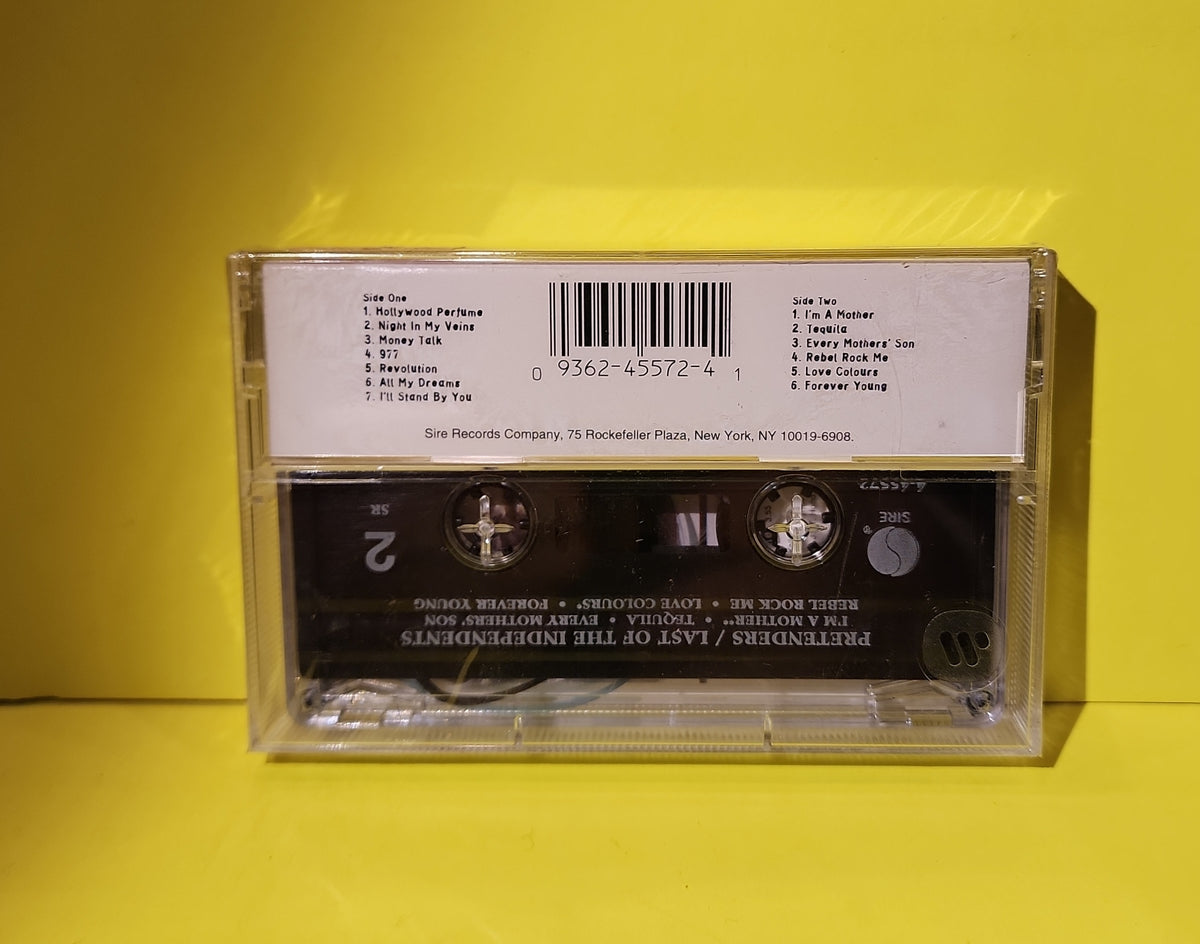 Side One
1. Hollywood Perfume
2. Night In My Veins
3. Money Talk
4. 977
5. Revolution
6. All My Dreams
7. I'll Stand By You
0 9362-45572-4 1
Side Two
1. I'm A Mother
2. Tequila
3. Every Mothers' Son
4. Rebel Rock Me
5. Love Colours
6. Forever Young
Sire Records Company, 75 Rockefeller Plaza, New York, NY 10019-6908.
PRETENDERS / LAST OF THE INDEPENDENTS
I'M A MOTHER** • TEQUILA • EVERY MOTHERS' SON
REBEL ROCK ME • LOVE COLOURS* • FOREVER YOUNG
SIRE
®
4-45572
2
SR